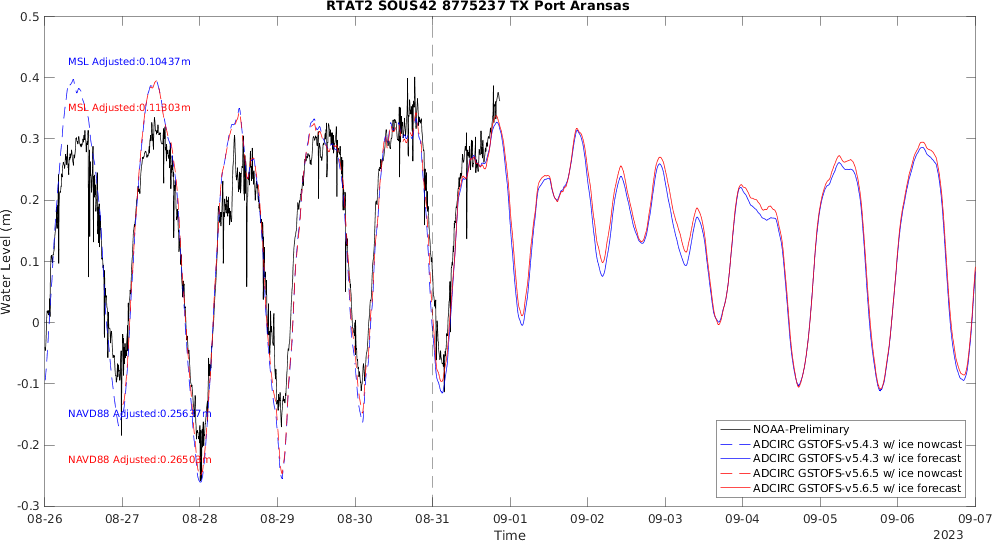 RTAT2 SOUS42 8775237 TX Port Aransas
0.5
0.4
0.3
0.2
0.1
0
-0.1
-0.2
-0.3
Water Level (m)
MSL Adjusted:0.10437m
MSL Adjusted:0.11303m
NAVD88 Adjusted:0.25637m
NAVD88 Adjusted:
NOAA-Preliminary
ADCIRC GSTOFS-v5.4.3 w/ ice nowcast
ADCIRC GSTOFS-v5.4.3 w/ ice forecast
ADCIRC GSTOFS-v5.6.5 w/ ice nowcast
ADCIRC GSTOFS-v5.6.5 w/ ice forecast
08-26 08-27 08-28 08-29 08-30 08-31 09-01 09-02 09-03 09-04 09-05 09-06 09-07
Time
2023